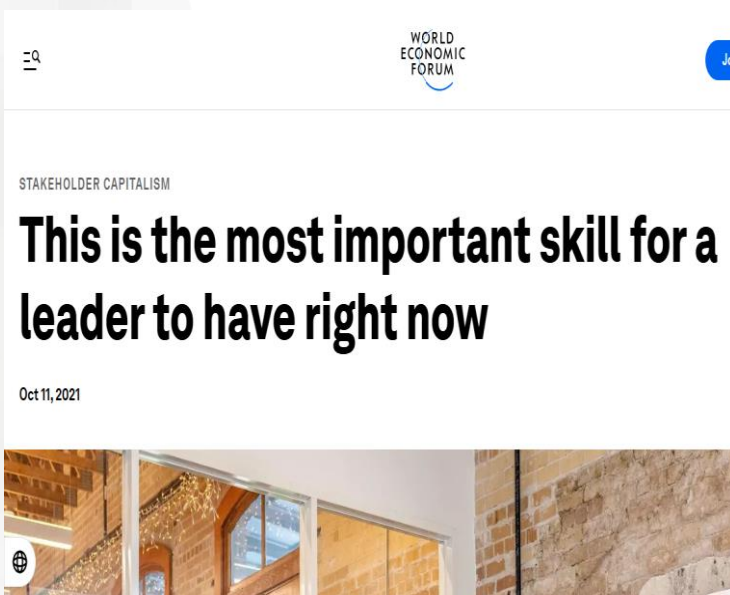 WORLD
ECONOMIC
FORUM
STAKEHOLDER CAPITALISM
This is the most important skill for a
leader to have right now
Oct 11, 2021